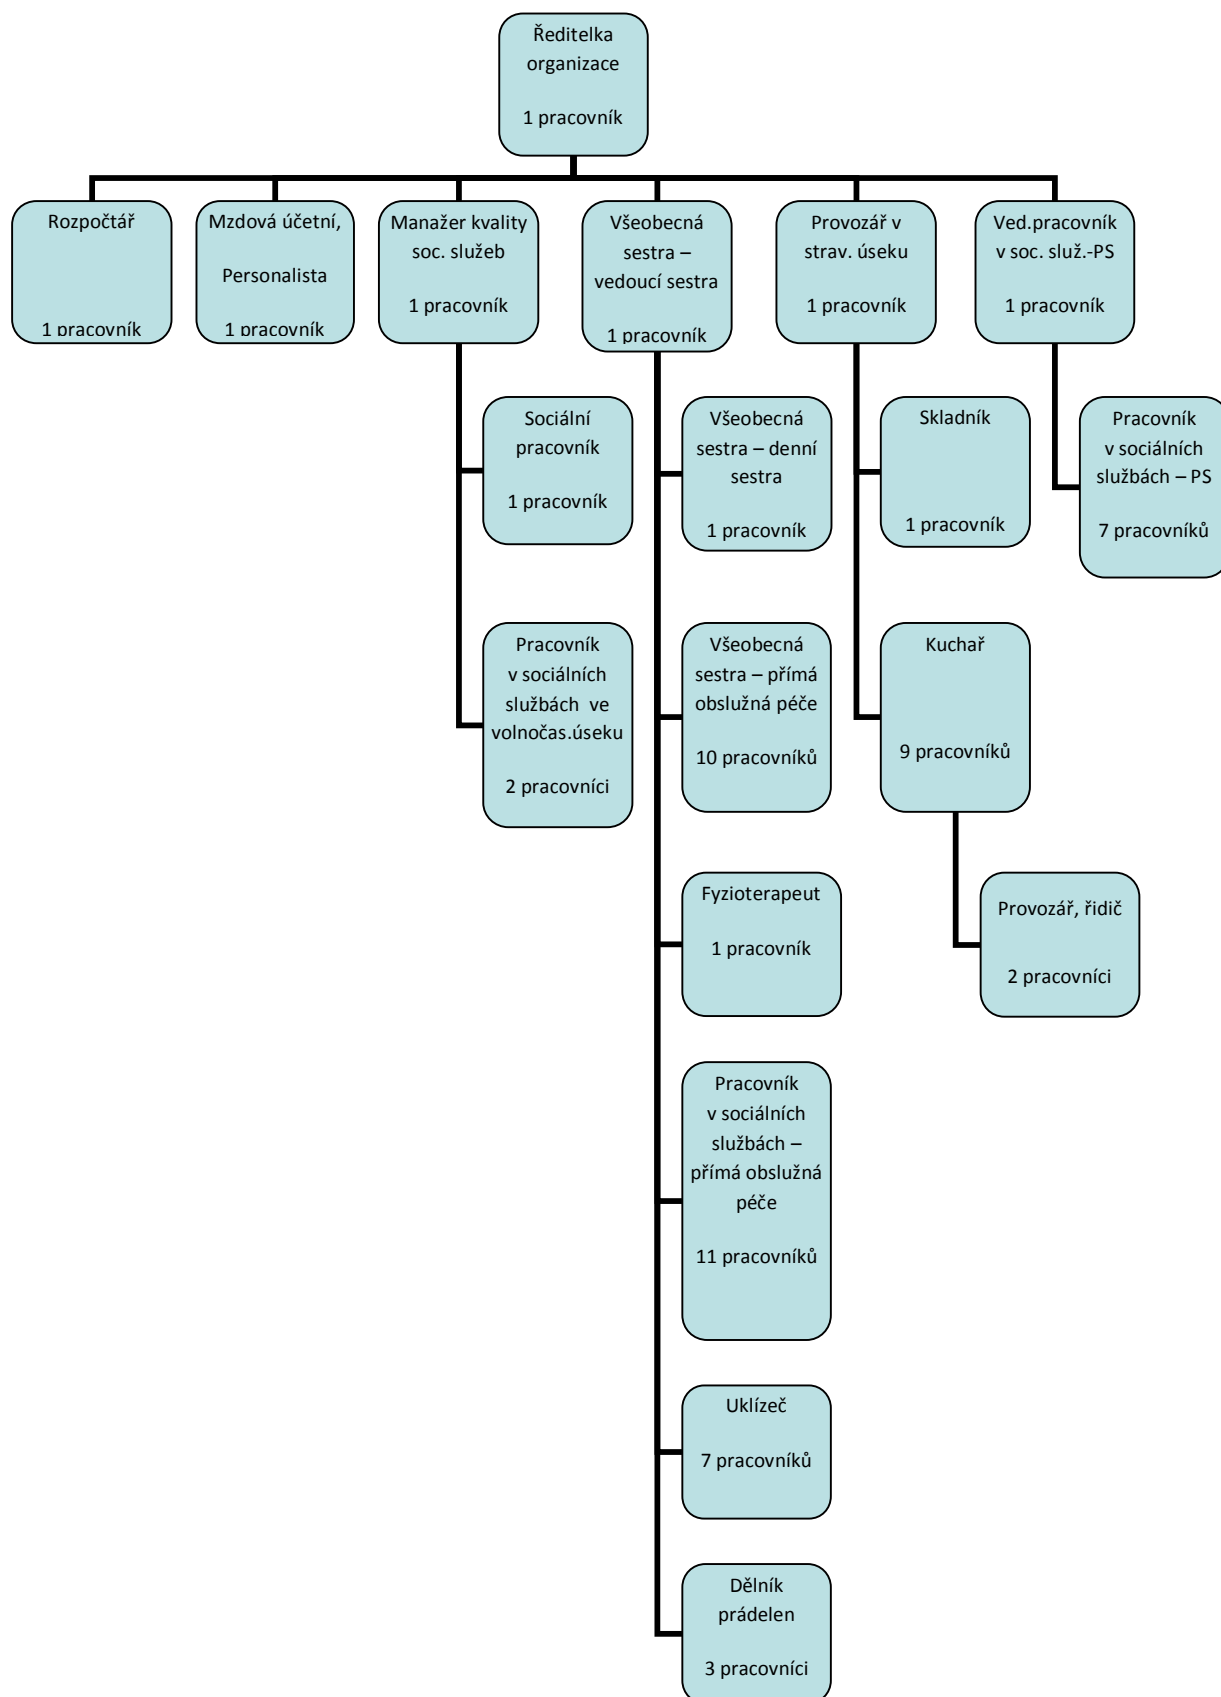 Ředitelka
organizace
1 pracovník
Rozpočtář
1 pracovník
Mzdová účetní,
Personalista
1 pracovník
Manažer kvality
soc. služeb
1 pracovník
Všeobecná
sestra –
vedoucí sestra
1 pracovník
Provozář v
strav. úseku
1 pracovník
Ved.pracovník
v soc. služ.-PS
1 pracovník
Sociální
pracovník
1 pracovník
Všeobecná
sestra – denní
sestra
1 pracovník
Skladník
1 pracovník
Pracovník
v sociálních
službách – PS
7 pracovníků
Pracovník
v sociálních
službách ve
volnočas.úseku
2 pracovníci
Všeobecná
sestra – přímá
obslužná péče
10 pracovníků
Kuchař
9 pracovníků
Fyzioterapeut
1 pracovník
Provozář, řidič
2 pracovníci
Pracovník
v sociálních
službách –
přímá obslužná
péče
11 pracovníků
Uklízeč
7 pracovníků
Dělník
prádelen
3 pracovníci